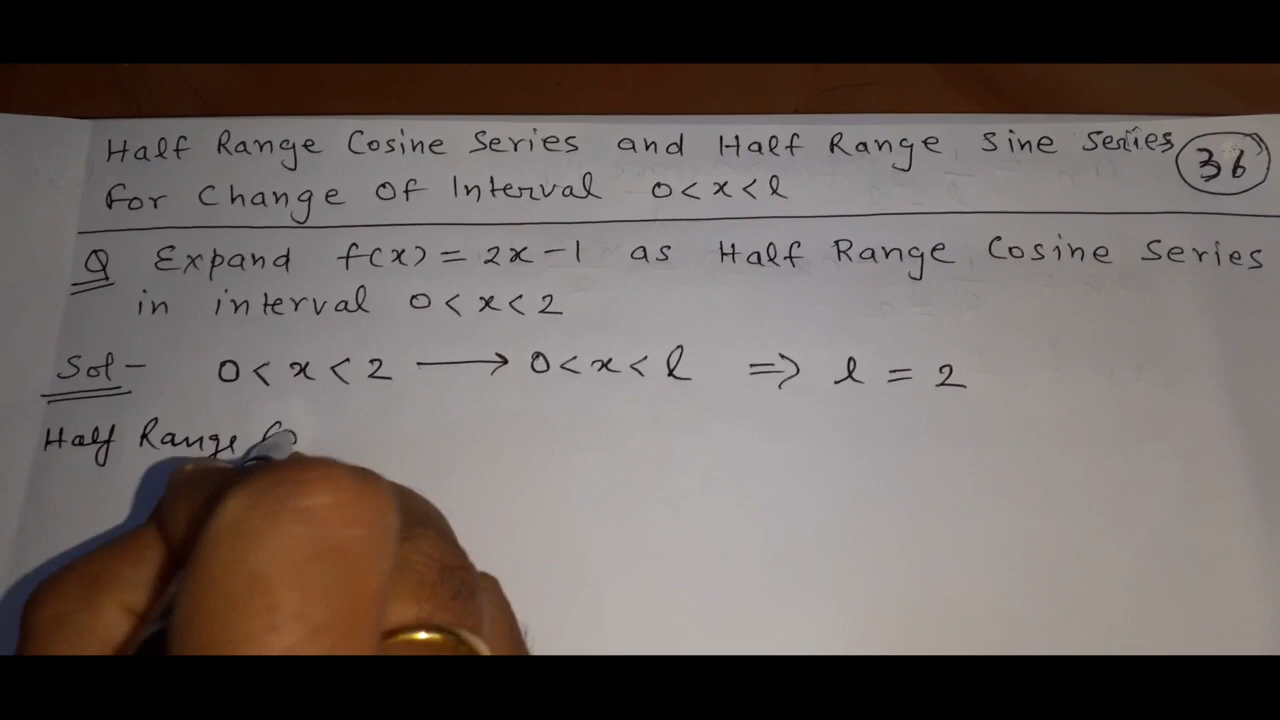 Half Range Cosine Series and Half Range Sine Series
For Change Of Interval 0<x<l
36
Q Expand f(x) = 2x-1 as Half Range Cosine Series
in interval 0<x<2
Sol- 0<x<2 ⟶ 0<x<l => l = 2
Half Range